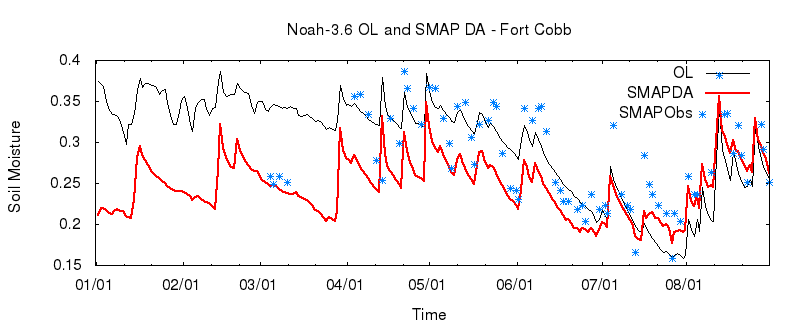 Noah-3.6 OL and SMAP DA - Fort Cobb
0.4
0.35
0.3
0.25
0.2
0.15
Soil Moisture
OL
SMAPDA
SMAPObs
01/01 02/01 03/01 04/01 05/01 06/01 07/01 08/01
Time